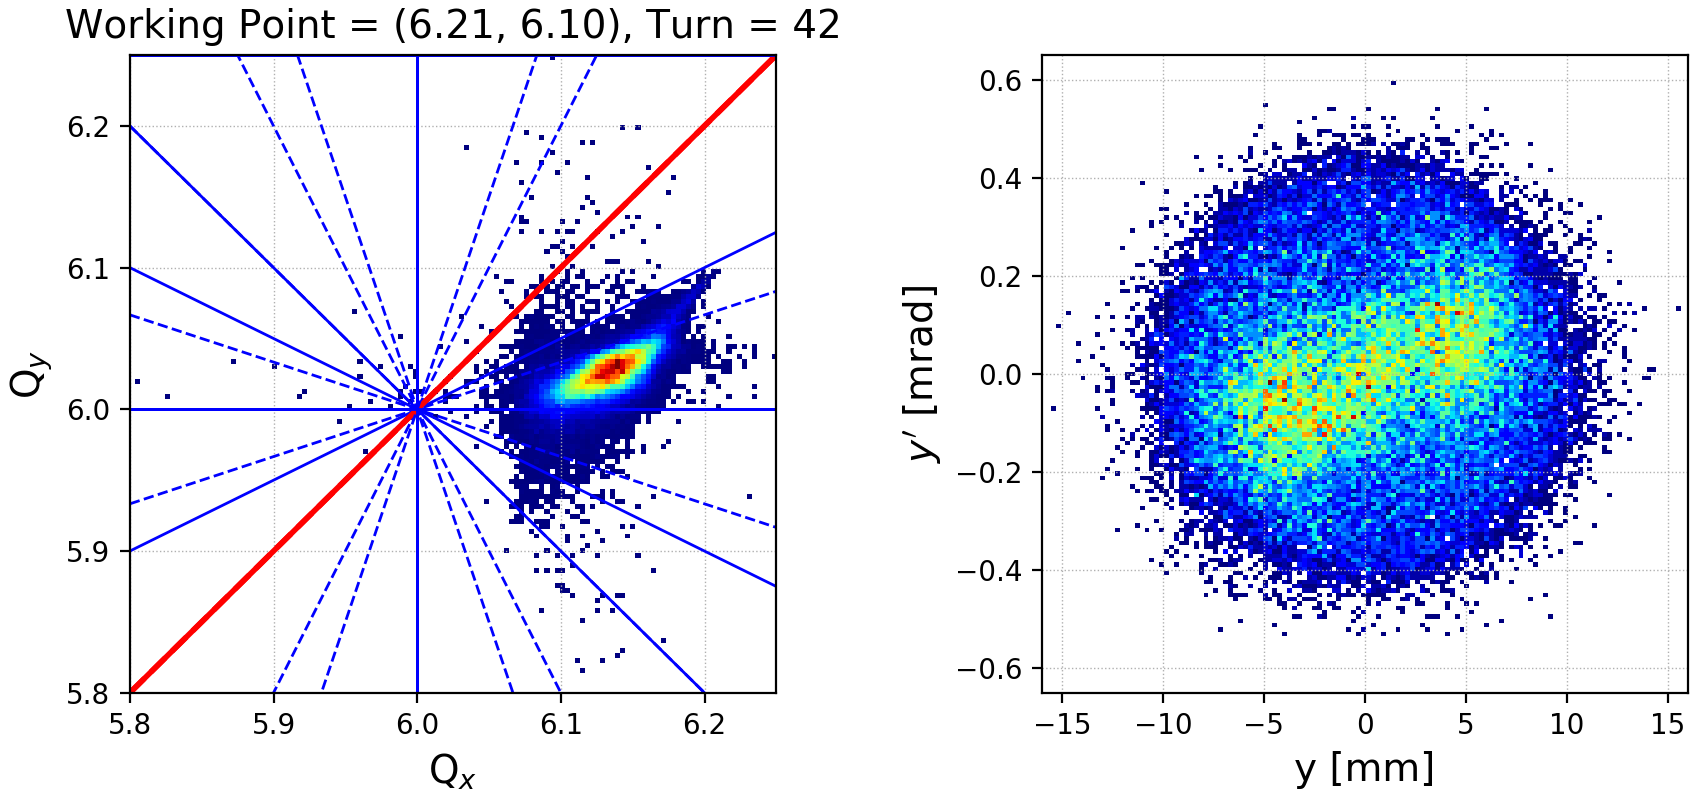 Working Point = (6.21, 6.10), Turn = 42
6.2
6.1
6.0
5.9
5.8
Q_y
5.8 5.9 6.0 6.1 6.2
Q_x
0.6
0.4
0.2
0.0
−0.2
−0.4
−0.6
y′ [mrad]
−15 −10 −5 0 5 10 15
y [mm]